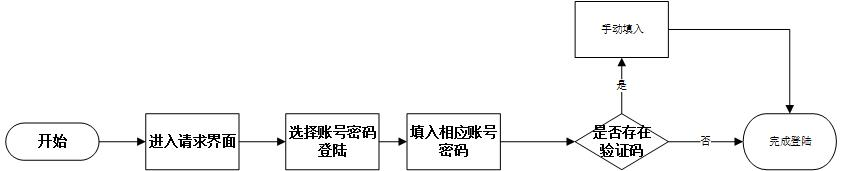 手动填入
是
开始
进入请求界面
选择账号密码
登陆
填入相应账号
密码
是否存在
验证码
否
完成登陆